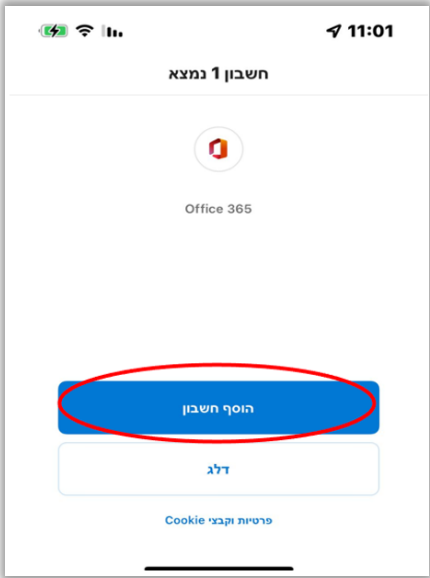 11:01
חשבון 1 נמצא
Office 365
הוסף חשבון
דלג
פרטיות וקבצי Cookie